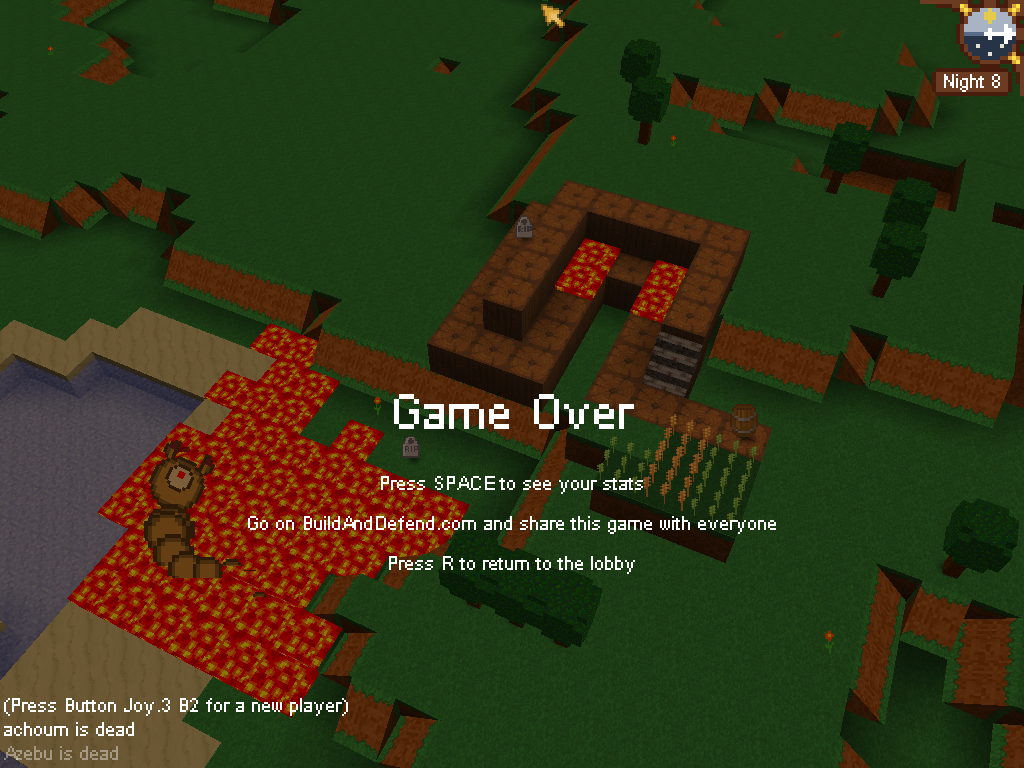 Night 8
RIP
Game Over
RIP
Press SPACE to see your stats
Go on BuildAndDefend.com and share this game with everyone
Press R to return to the lobby
(Press Button Joy.3 B2 for a new player)
achoum is dead
Azebu is dead